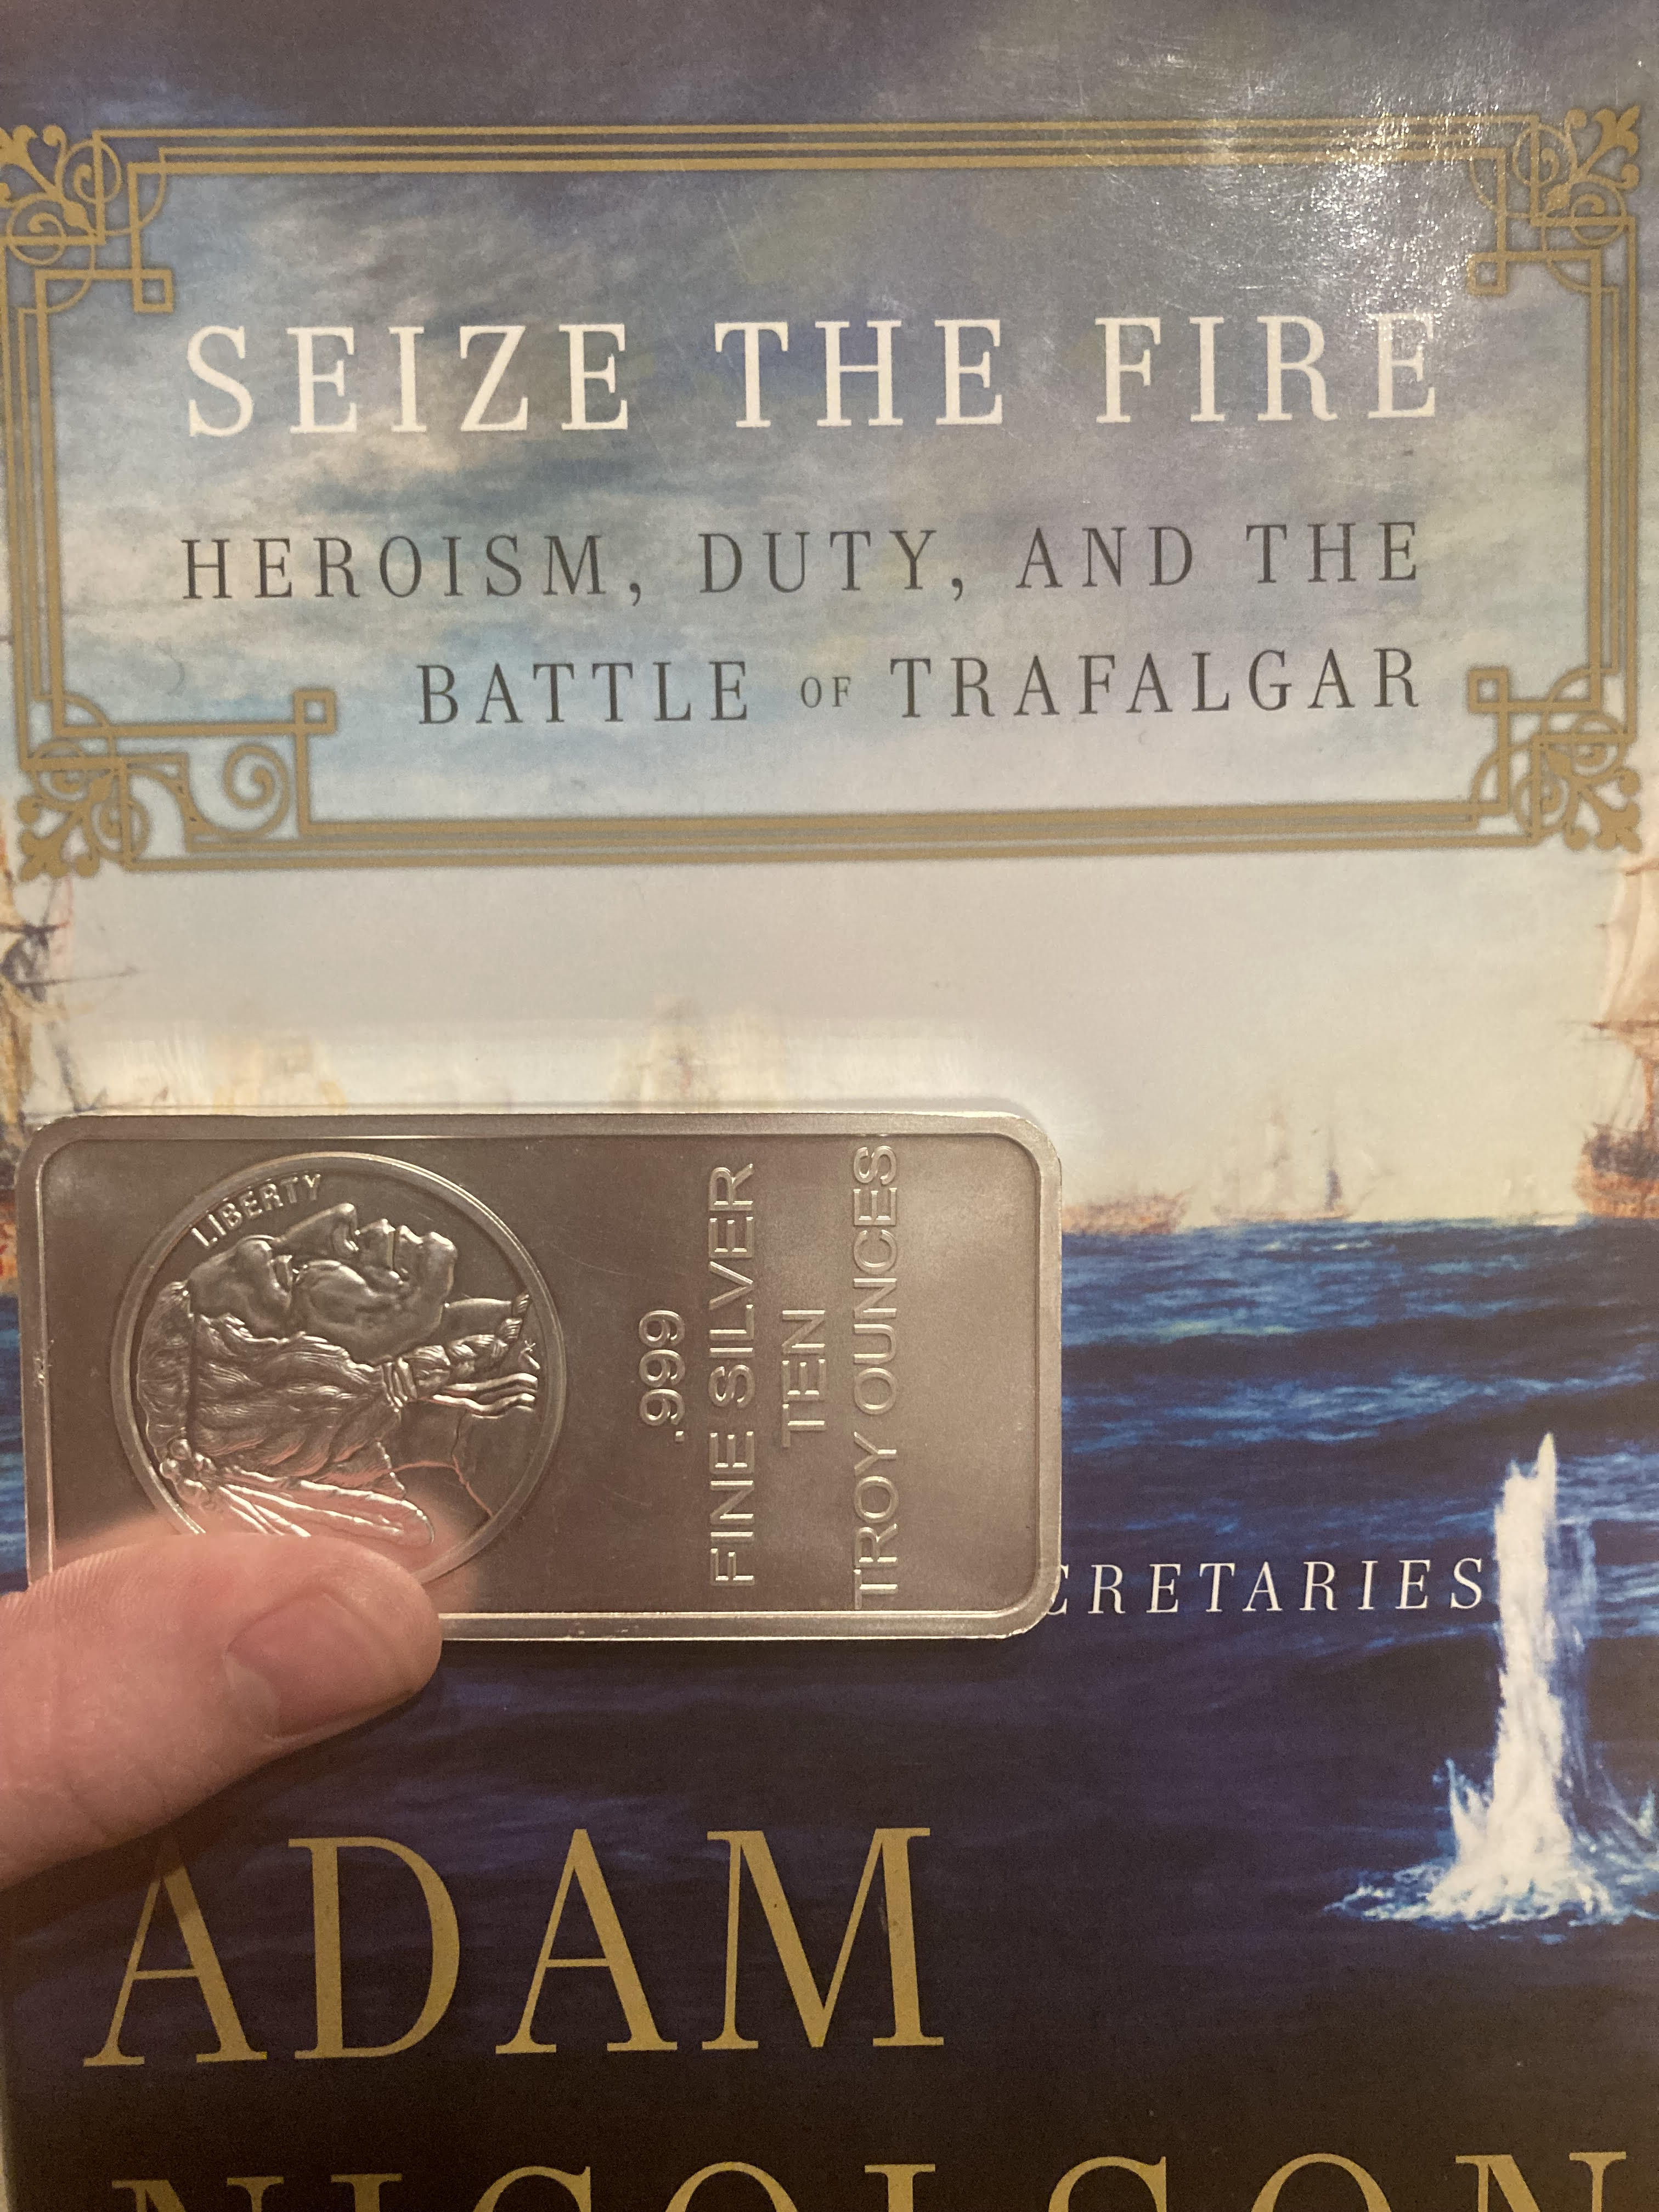 SEIZE THE FIRE
HEROISM, DUTY, AND THE
BATTLE OF TRAFALGAR
LIBERTY
.999
FINE SILVER
TEN
TROY OUNCES
CRETARIES
ADAM
NICOLSON